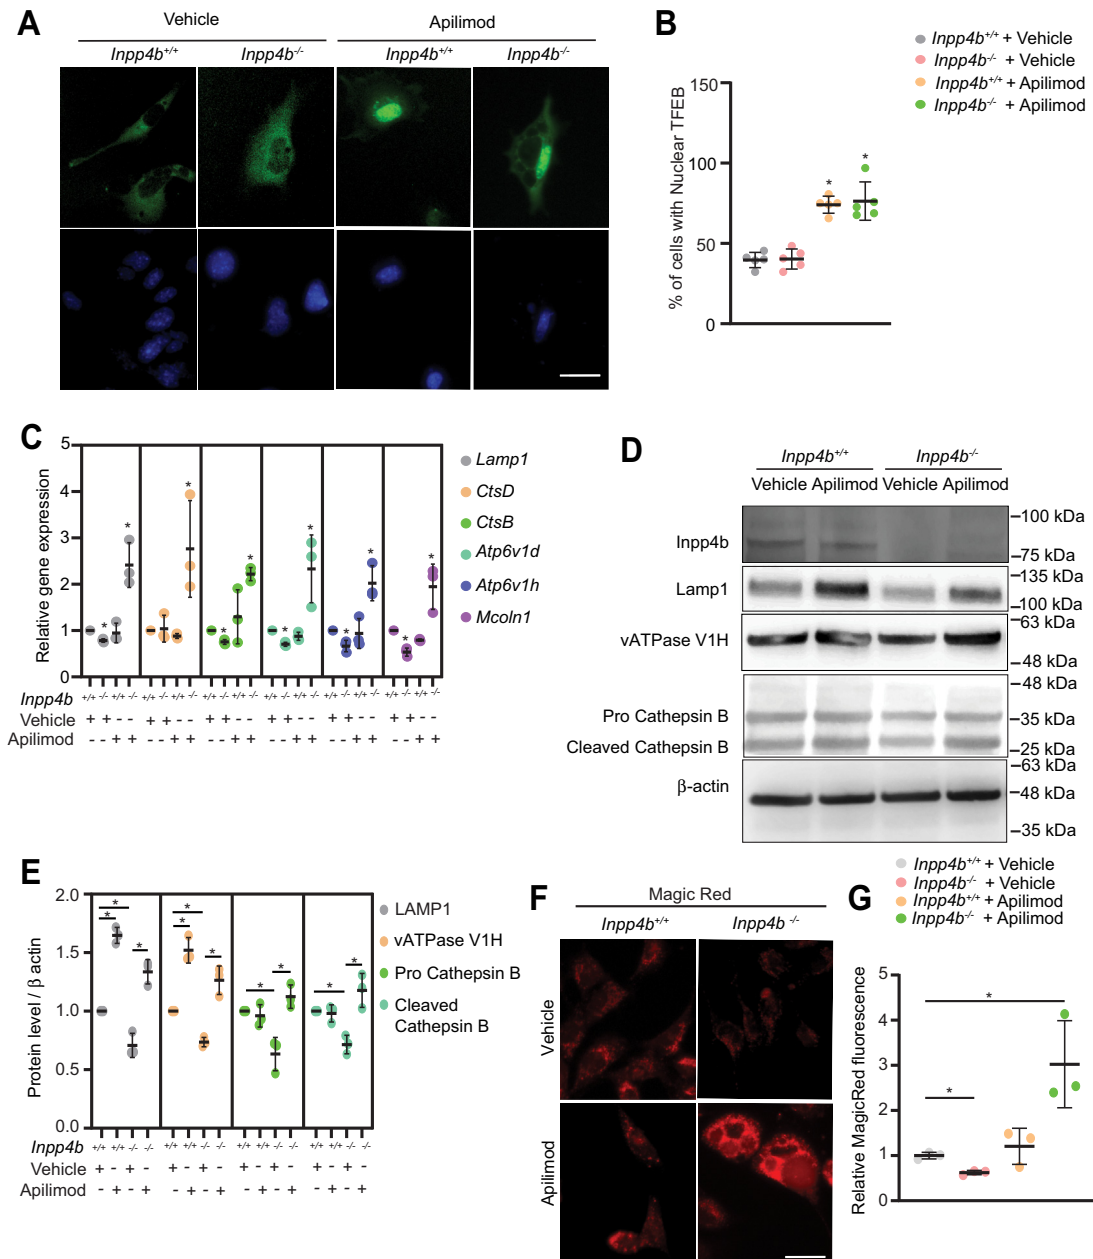 A
Vehicle
Apilimod
Inpp4b+/+
Inpp4b-/-
Inpp4b+/+
Inpp4b-/-
B
Inpp4b+/+ + Vehicle
Inpp4b-/- + Vehicle
Inpp4b+/+ + Apilimod
Inpp4b-/- + Apilimod
% of cells with Nuclear TFEB
150
100
50
0
* *
C
Relative gene expression
5
4
3
2
1
0
* * * * * * * * * * *
Lamp1
CtsD
CtsB
Atp6v1d
Atp6v1h
Mcoln1
Inpp4b +/+ -/- +/+ -/- +/+ -/- +/+ -/- +/+ -/- +/+ -/- +/+ -/- +/+ -/- +/+ -/- +/+ -/- +/+ -/- +/+ -/-
Vehicle + + - - + + - - + + - - + + - - + + - - + + - -
Apilimod - - + + - - + + - - + + - - + + - - + + - - + +
D
Inpp4b+/+ Inpp4b-/-
Vehicle Apilimod Vehicle Apilimod
Inpp4b
–100 kDa
–75 kDa
Lamp1
–135 kDa
–100 kDa
vATPase V1H
–63 kDa
–48 kDa
–48 kDa
Pro Cathepsin B
–35 kDa
Cleaved Cathepsin B
–25 kDa
–63 kDa
β-actin
–48 kDa
–35 kDa
E
Protein level / β actin
2.0
1.5
1.0
0.5
0.0
* * * * * * * * * *
LAMP1
vATPase V1H
Pro Cathepsin B
Cleaved
Cathepsin B
Inpp4b +/+ +/+ -/- -/- +/+ +/+ -/- -/- +/+ +/+ -/- -/- +/+ +/+ -/- -/-
Vehicle + - + - + - + - + - + - + - + -
Apilimod - + - + - + - + - + - + - + - +
F
Magic Red
Inpp4b+/+
Inpp4b -/-
Vehicle
Apilimod
G
Inpp4b+/+ + Vehicle
Inpp4b-/- + Vehicle
Inpp4b+/+ + Apilimod
Inpp4b-/- + Apilimod
Relative MagicRed fluorescence
5
4
3
2
1
0
*
*